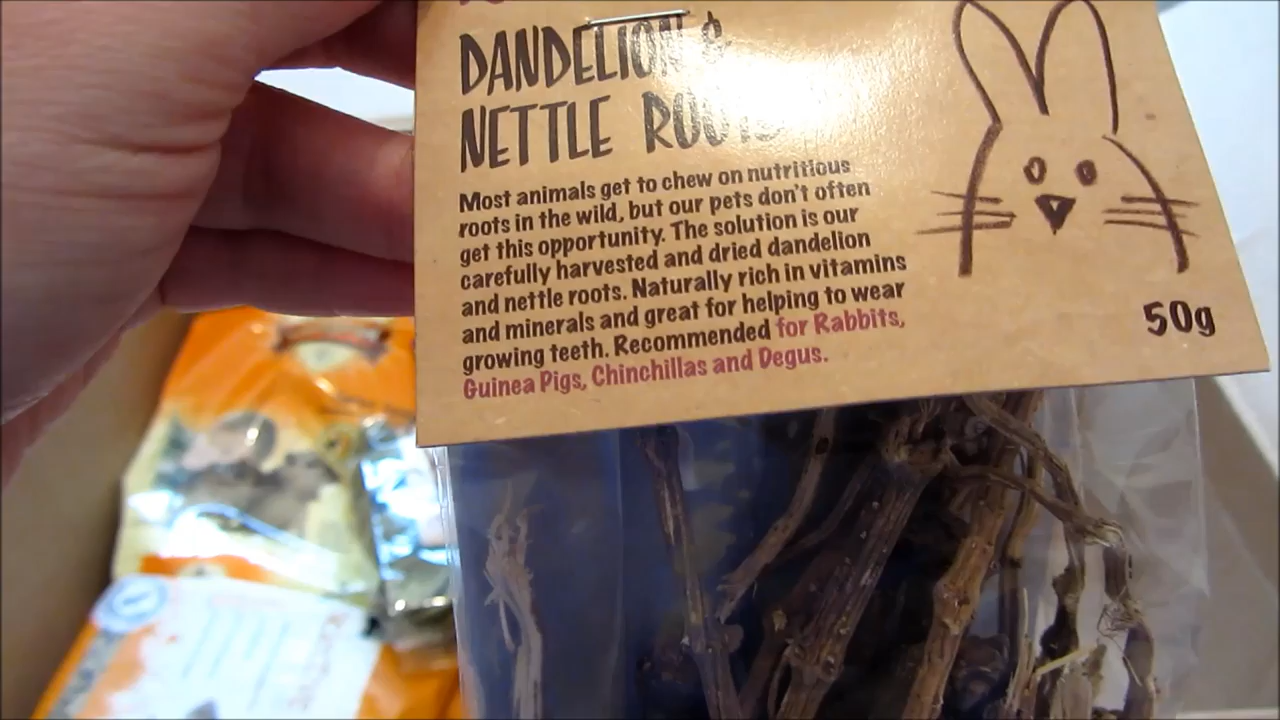 DANDELION &
NETTLE ROOTS
Most animals get to chew on nutritious
roots in the wild, but our pets don't often
get this opportunity. The solution is our
carefully harvested and dried dandelion
and nettle roots. Naturally rich in vitamins
and minerals and great for helping to wear
growing teeth. Recommended for Rabbits,
Guinea Pigs, Chinchillas and Degus.
50g